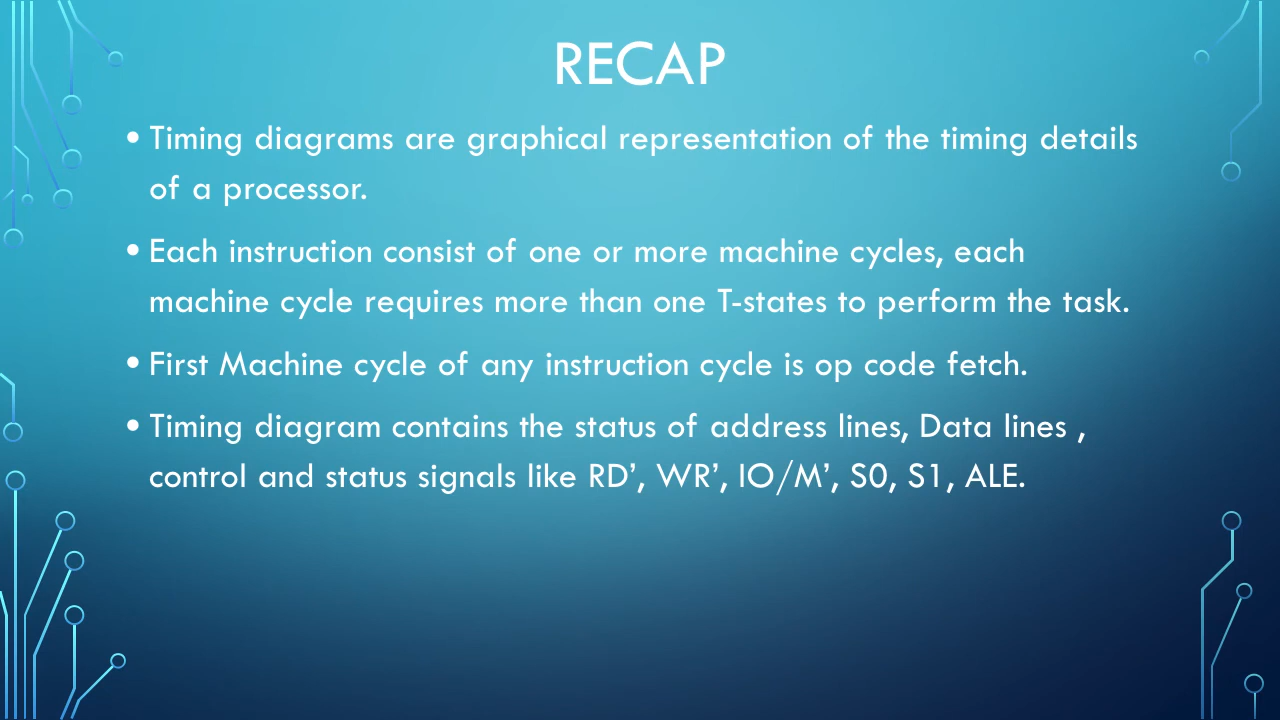 RECAP
• Timing diagrams are graphical representation of the timing details
of a processor.
• Each instruction consist of one or more machine cycles, each
machine cycle requires more than one T-states to perform the task.
• First Machine cycle of any instruction cycle is op code fetch.
• Timing diagram contains the status of address lines, Data lines ,
control and status signals like RD’, WR’, IO/M’, S0, S1, ALE.